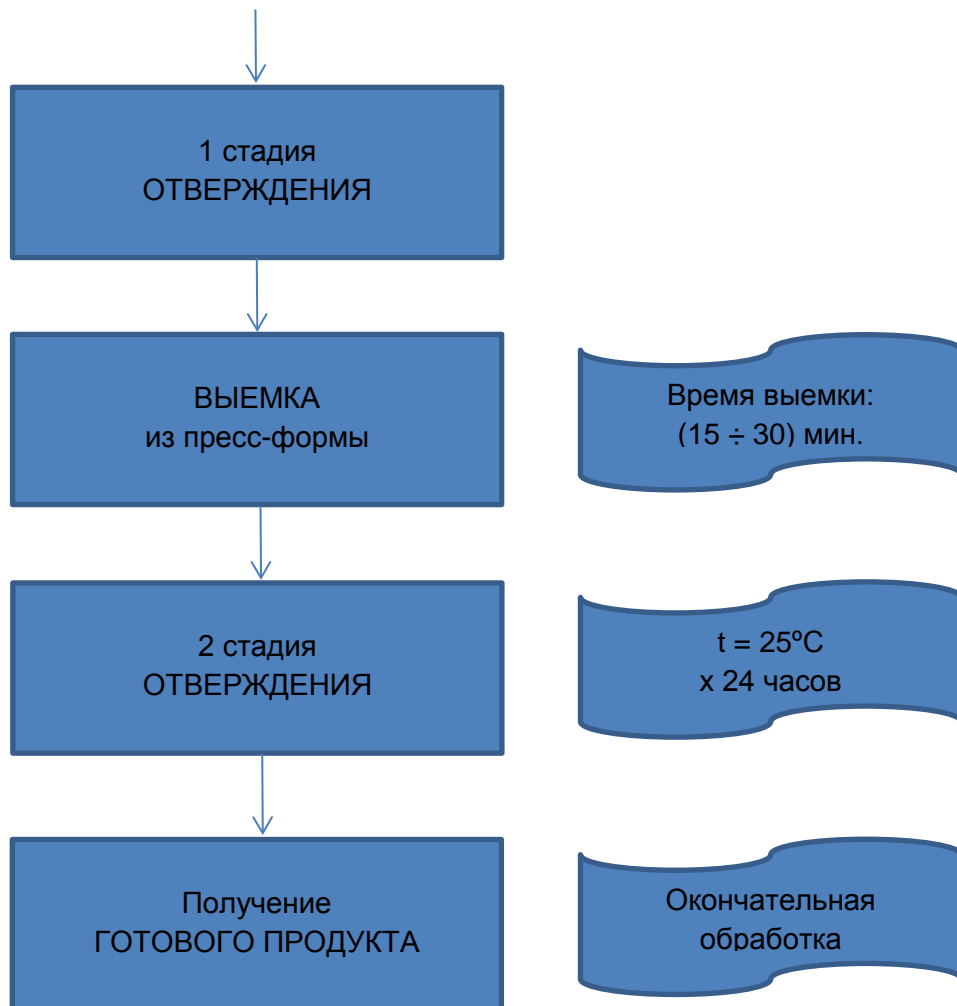 1 стадия
ОТВЕРЖДЕНИЯ
ВЫЕМКА
из пресс-формы
Время выемки:
(15 ÷ 30) мин.
2 стадия
ОТВЕРЖДЕНИЯ
t = 25ºC
х 24 часов
Получение
ГОТОВОГО ПРОДУКТА
Окончательная
обработка